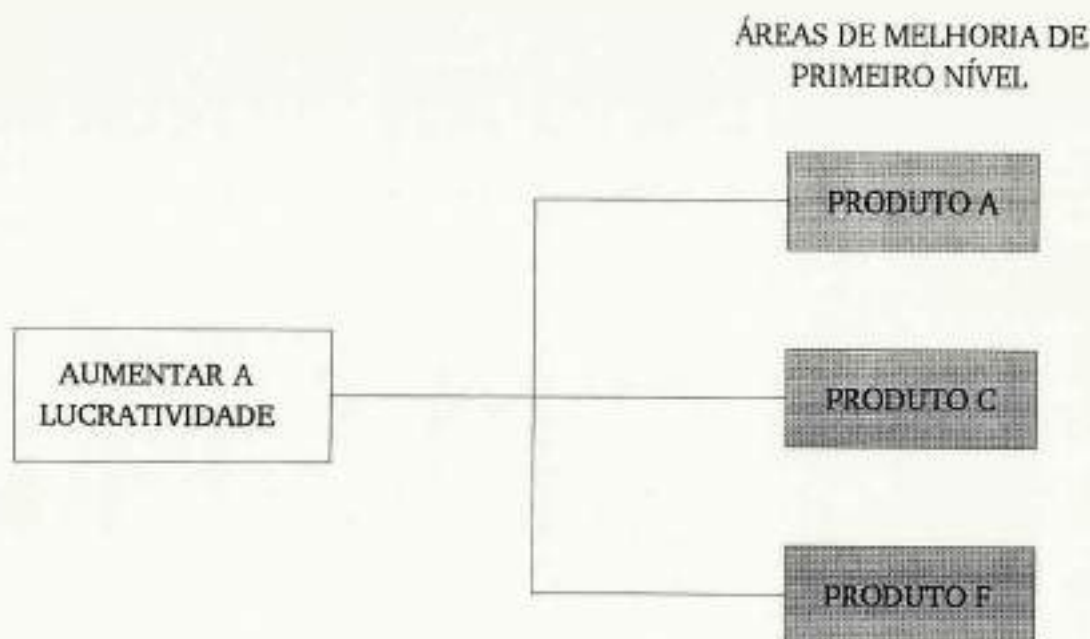 ÁREAS DE MELHORIA DE
PRIMEIRO NÍVEL
PRODUTO A
AUMENTAR A
LUCRATIVIDADE
PRODUTO C
PRODUTO F